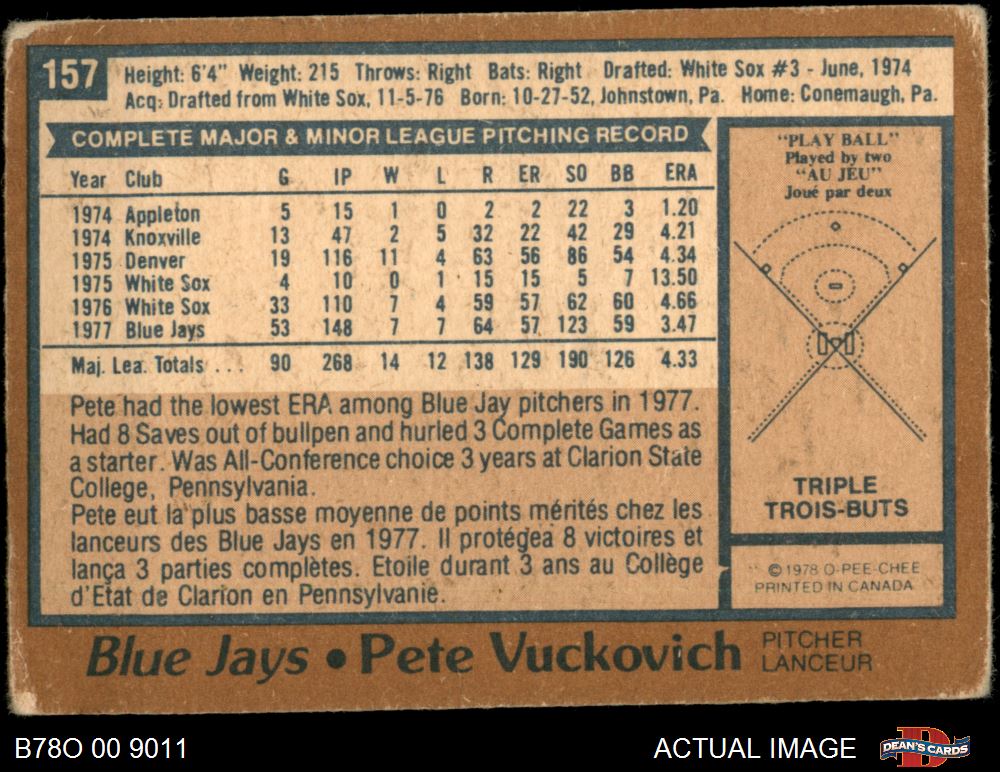 157
Height: 6'4" Weight: 215 Throws: Right Bats: Right Drafted: White Sox #3 - June, 1974
Acq: Drafted from White Sox, 11-5-76 Born: 10-27-52, Johnstown, Pa. Home: Conemaugh, Pa.
COMPLETE MAJOR & MINOR LEAGUE PITCHING RECORD
Year Club G IP W L R ER SO BB ERA
1974 Appleton 5 15 1 0 2 2 22 3 1.20
1974 Knoxville 13 47 2 5 32 22 42 29 4.21
1975 Denver 19 116 11 4 63 56 86 54 4.34
1975 White Sox 4 10 0 1 15 15 5 7 13.50
1976 White Sox 33 110 7 4 59 57 62 60 4.66
1977 Blue Jays 53 148 7 7 64 57 123 59 3.47
Maj. Lea. Totals ... 90 268 14 12 138 129 190 126 4.33
Pete had the lowest ERA among Blue Jay pitchers in 1977.
Had 8 Saves out of bullpen and hurled 3 Complete Games as
a starter. Was All-Conference choice 3 years at Clarion State
College, Pennsylvania.
Pete eut la plus basse moyenne de points mérités chez les
lanceurs des Blue Jays en 1977. Il protégea 8 victoires et
lança 3 parties complètes. Etoile durant 3 ans au Collège
d'Etat de Clarion en Pennsylvanie.
"PLAY BALL"
Played by two
"AU JEU"
Joué par deux
TRIPLE
TROIS-BUTS
© 1978 O-PEE-CHEE
PRINTED IN CANADA
Blue Jays • Pete Vuckovich
PITCHER
LANCEUR
B78O 00 9011
ACTUAL IMAGE
D
DEAN'S CARDS